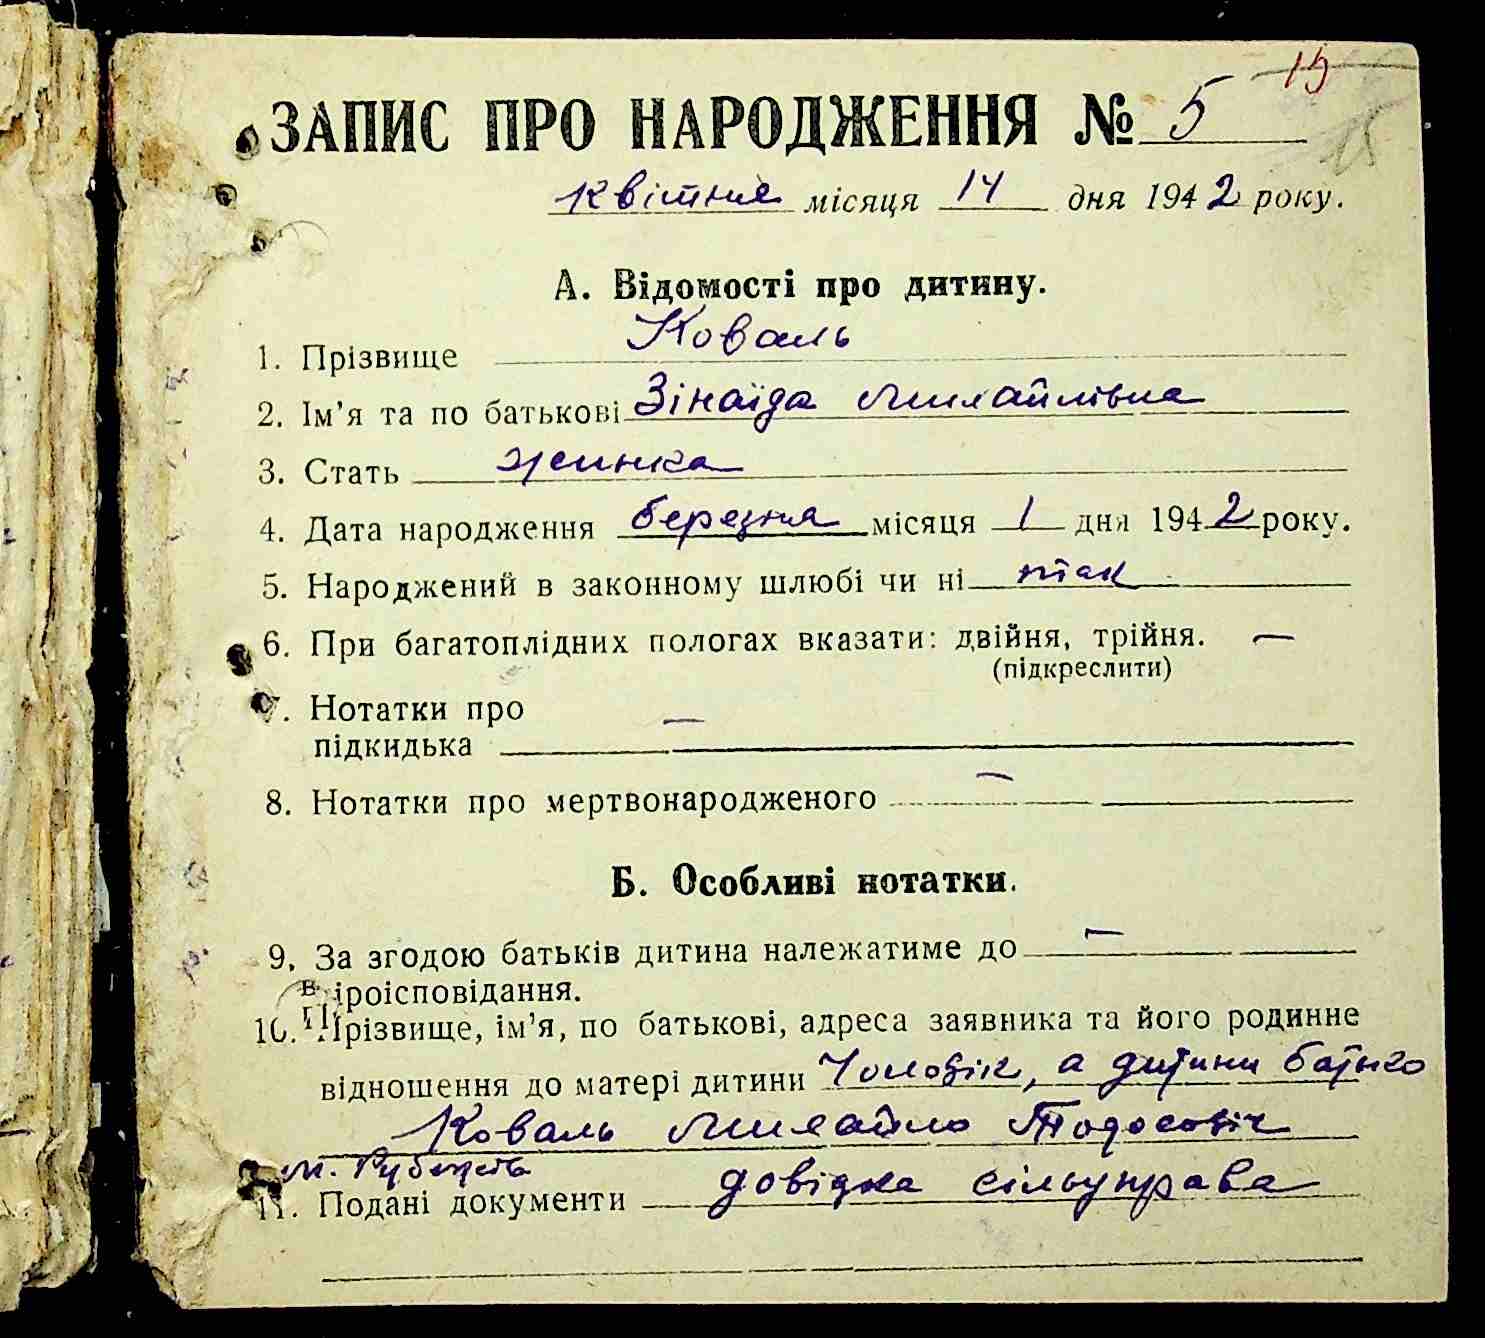 15
ЗАПИС ПРО НАРОДЖЕННЯ № 5
15
квітня місяця 14 дня 1942 року.
А. Відомості про дитину.
1. Прізвище Коваль
2. Ім'я та по батькові Зінаїда Михайлівна
3. Стать жинка
4. Дата народження березня місяця 1 дня 1942 року.
5. Народжений в законному шлюбі чи ні так
6. При багатоплідних пологах вказати: двійня, трійня. —
(підкреслити)
7. Нотатки про —
підкидька
8. Нотатки про мертвонародженого —
Б. Особливі нотатки.
9. За згодою батьків дитина належатиме до —
віроісповідання.
10. Прізвище, ім'я, по батькові, адреса заявника та його родинне
відношення до матері дитини Чоловік, а дитини батько
Коваль Михайло Тодосовіч
м.
11. Подані документи довідка сільуправа